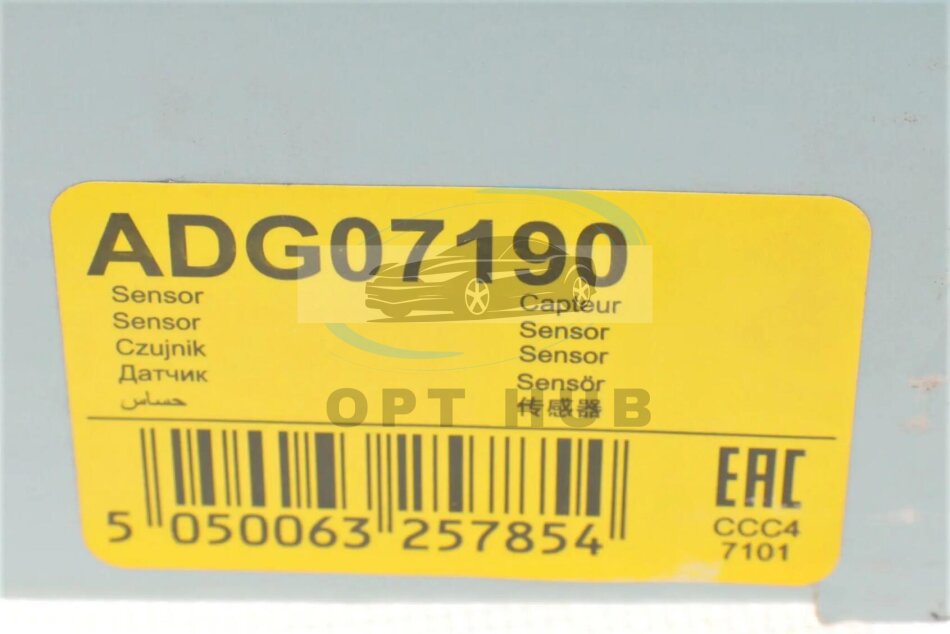 ADG07190
Sensor
Sensor
Czujnik
Датчик
حساس
Capteur
Sensor
Sensor
Sensör
传感器
OPT HUB
5 050063 257854
EAC
CCC4
7101